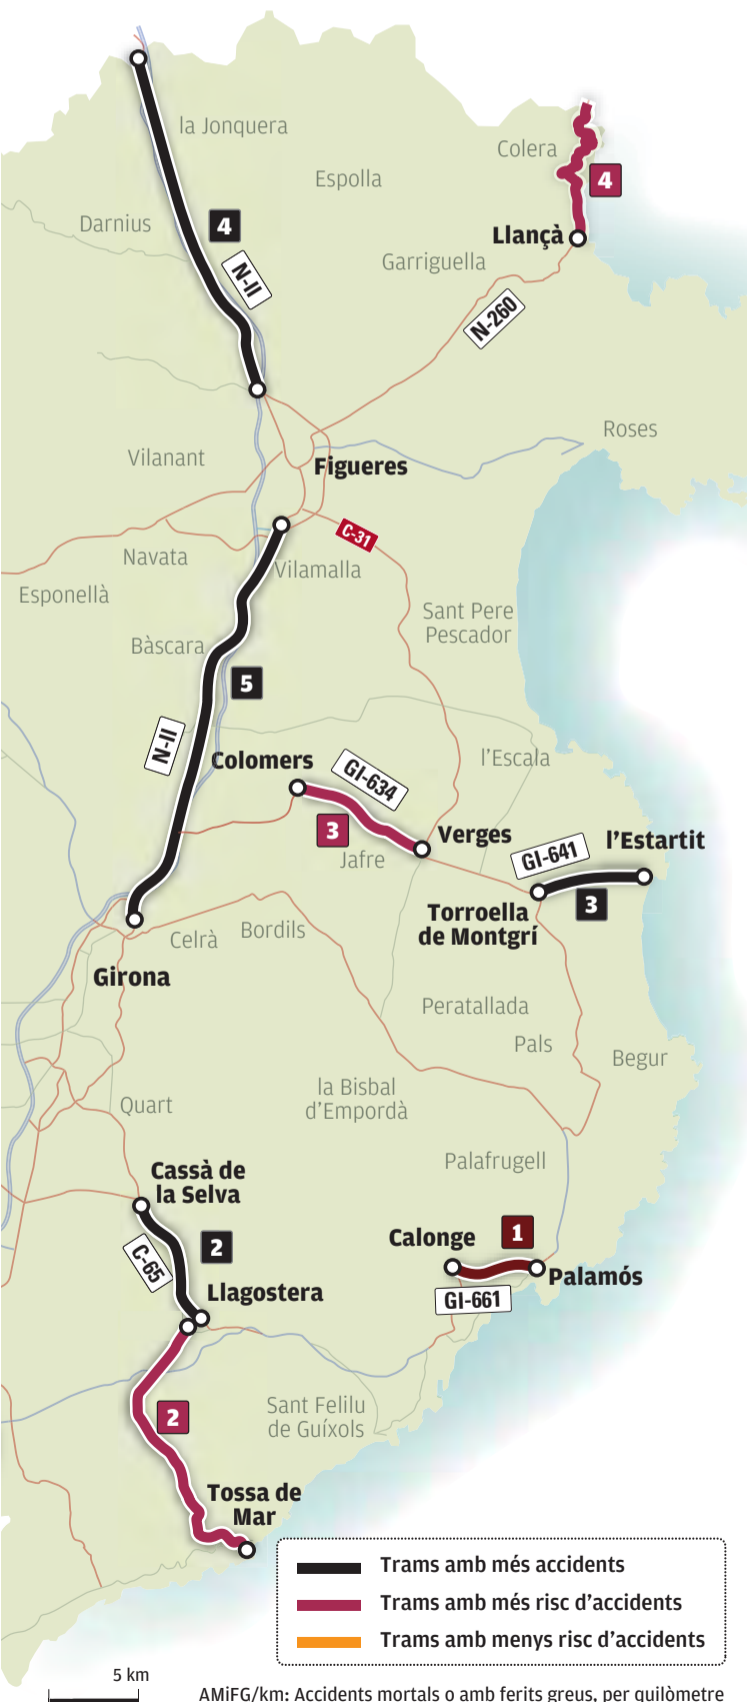 la Jonquera
Colera
Espolla
4
Darnius
4
Llançà
Garriguella
N-II
N-260
Roses
Vilanant
Figueres
C-31
Navata
Vilamalla
Esponellà
Sant Pere
Pescador
Bàscara
5
N-II
Colomers
l'Escala
GI-634
3
Verges
l'Estartit
Jafre
GI-641
3
Torroella
de Montgrí
Celrà
Bordils
Girona
Peratallada
Pals
Begur
la Bisbal
d'Empordà
Quart
Palafrugell
Cassà de
la Selva
2
C-65
Calonge
1
Palamós
GI-661
Llagostera
2
Sant Felilu
de Guíxols
Tossa de
Mar
Trams amb més accidents
Trams amb més risc d'accidents
Trams amb menys risc d'accidents
5 km
AMiFG/km: Accidents mortals o amb ferits greus, per quilòmetre